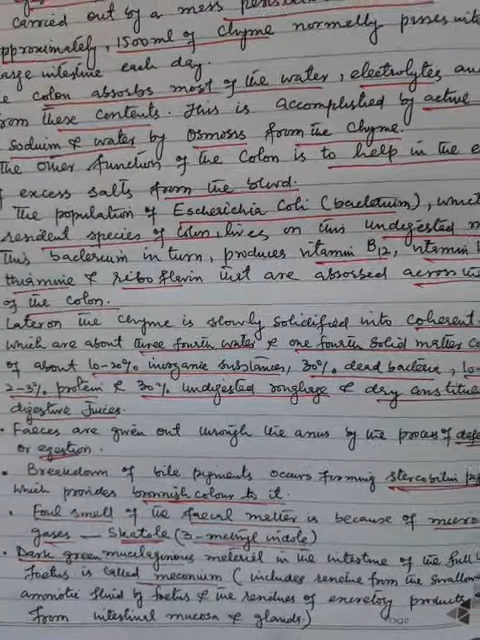 carried out by a mass
approximately, 1500ml of chyme normally passes into
large intestine each day.
colon absorbs most of the water, electrolytes and
from these contents. This is accomplished by active
sodium & water by Osmosis from the chyme.
The other function of the Colon is to help in the
of excess salts from the blood.
The population of Escherichia Coli (bacterium), which
resident species of colon, lives on this undigested
This bacterium in turn, produces vitamin B12, vitamin
thiamine & riboflavin that are absorbed across the
of the colon.
Later on the chyme is slowly solidified into coherent
which are about three fourth water & one fourth solid matter
of about 10-20% inorganic substances, 30% dead bacteria, 10-
2-3% protein & 30% undigested roughage & dry
digestive juices.
• Faeces are given out through the anus by the process of
or egestion.
• Breakdown of bile pigments occurs forming stercobilin
which provides brownish colour to it.
• Foul smell of the faecal matter is because of
gases — Skatole (3-methyl indole)
• Dark green mucilagenous material in the intestine of the full
foetus is called meconium (includes from the
amniotic fluid by foetus & the residues of excretory products
from intestinal mucosa & glands.)